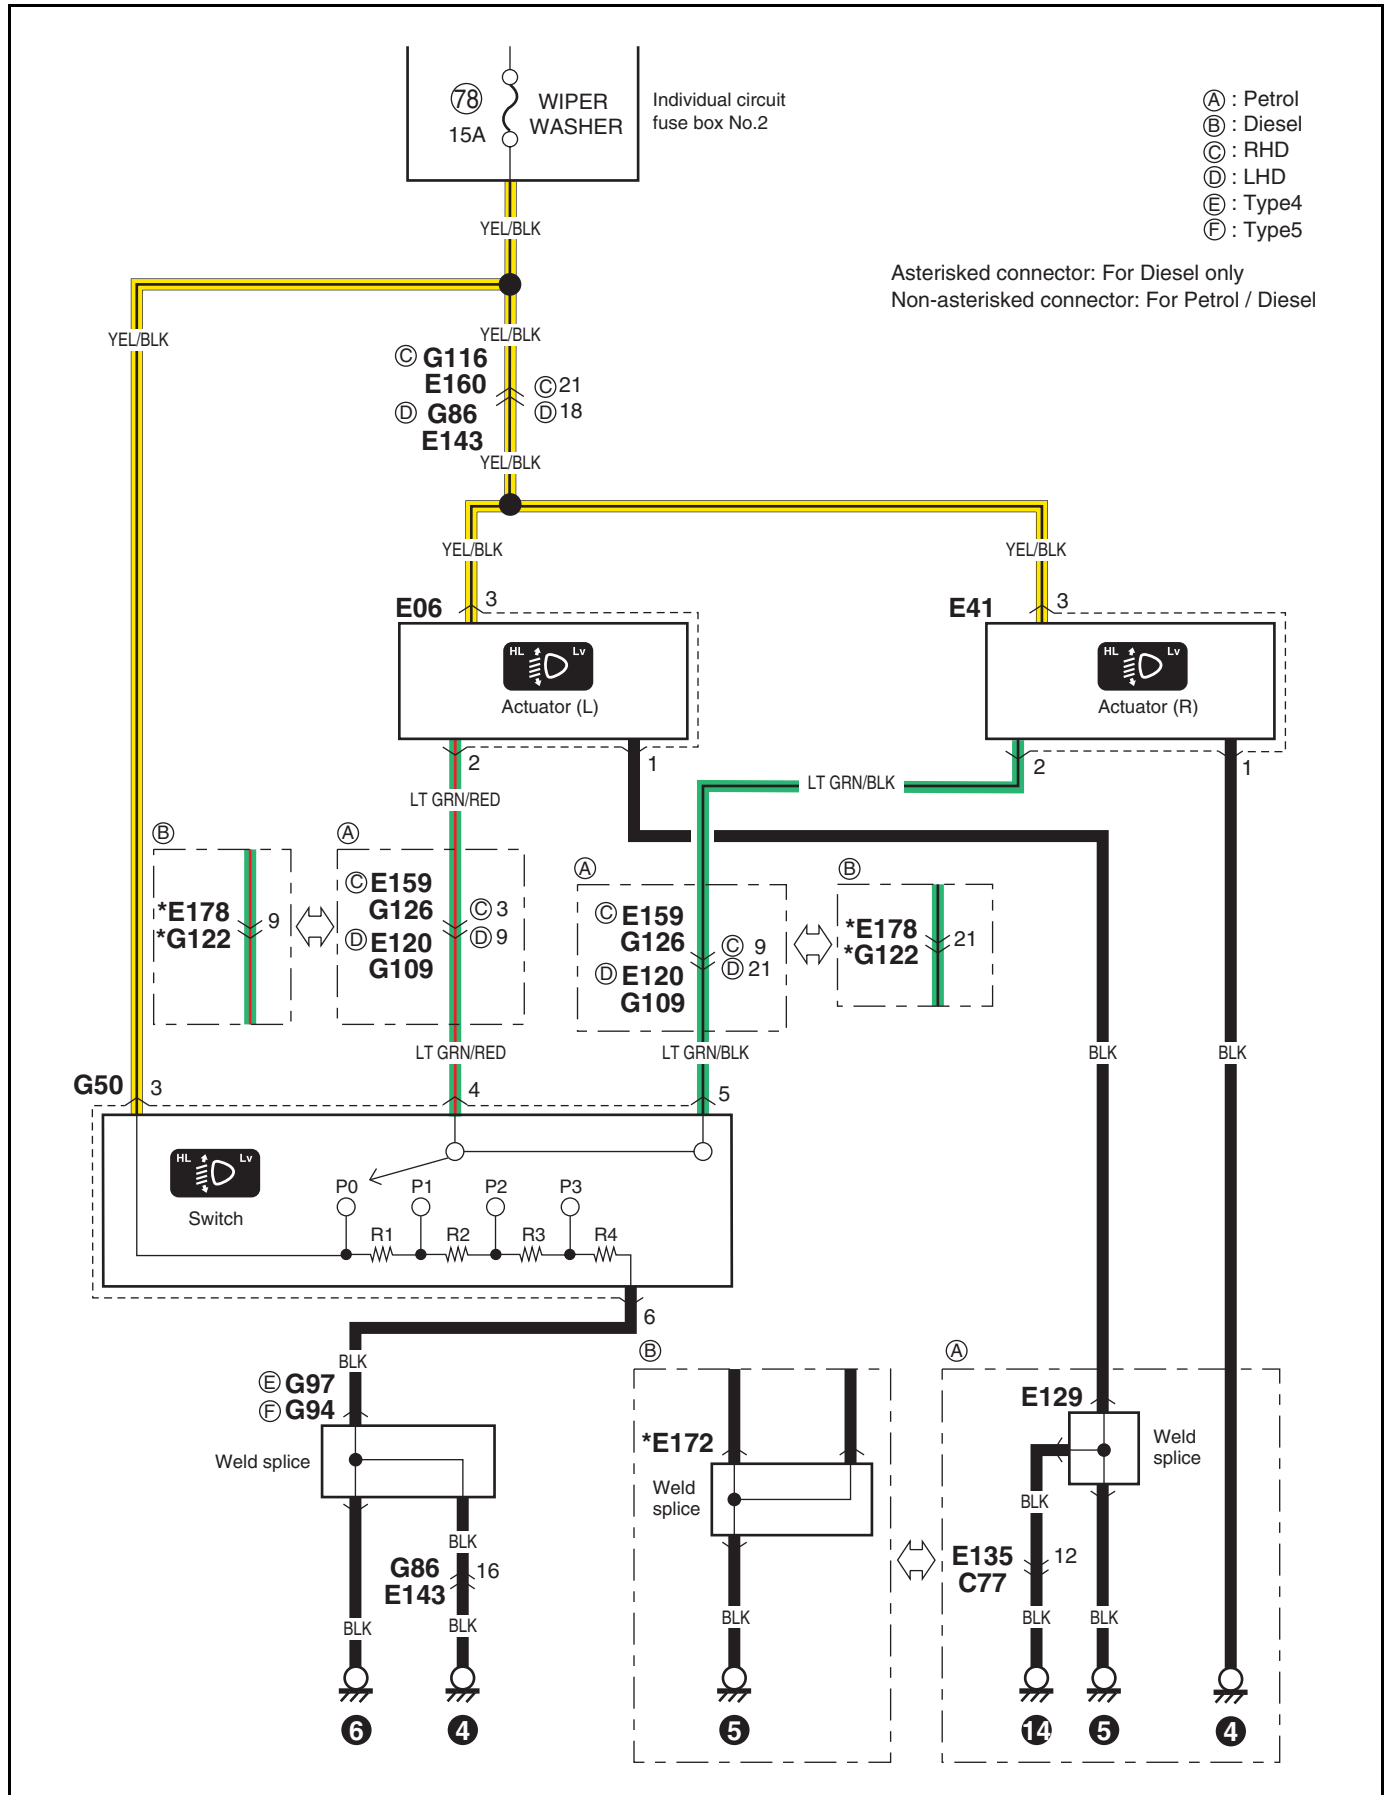 78
15A
WIPER
WASHER
Individual circuit
fuse box No.2
A : Petrol
B : Diesel
C : RHD
D : LHD
E : Type4
F : Type5
Asterisked connector: For Diesel only
Non-asterisked connector: For Petrol / Diesel
YEL/BLK
YEL/BLK
YEL/BLK
C G116
E160
D G86
E143
C 21
D 18
YEL/BLK
YEL/BLK
YEL/BLK
E06
3
E41
3
HL Lv
Actuator (L)
HL Lv
Actuator (R)
2
1
2
1
LT GRN/RED
LT GRN/BLK
B
*E178
*G122
9
A
C E159
G126
D E120
G109
C 3
D 9
A
C E159
G126
D E120
G109
C 9
D 21
B
*E178
*G122
21
LT GRN/RED
LT GRN/BLK
BLK
BLK
G50
3
4
5
HL Lv
Switch
P0
P1
P2
P3
R1
R2
R3
R4
6
BLK
E G97
F G94
Weld splice
BLK
G86
E143
16
BLK
BLK
6
4
B
*E172
Weld
splice
BLK
5
A
E129
Weld
splice
BLK
E135
C77
12
BLK
BLK
14
5
4